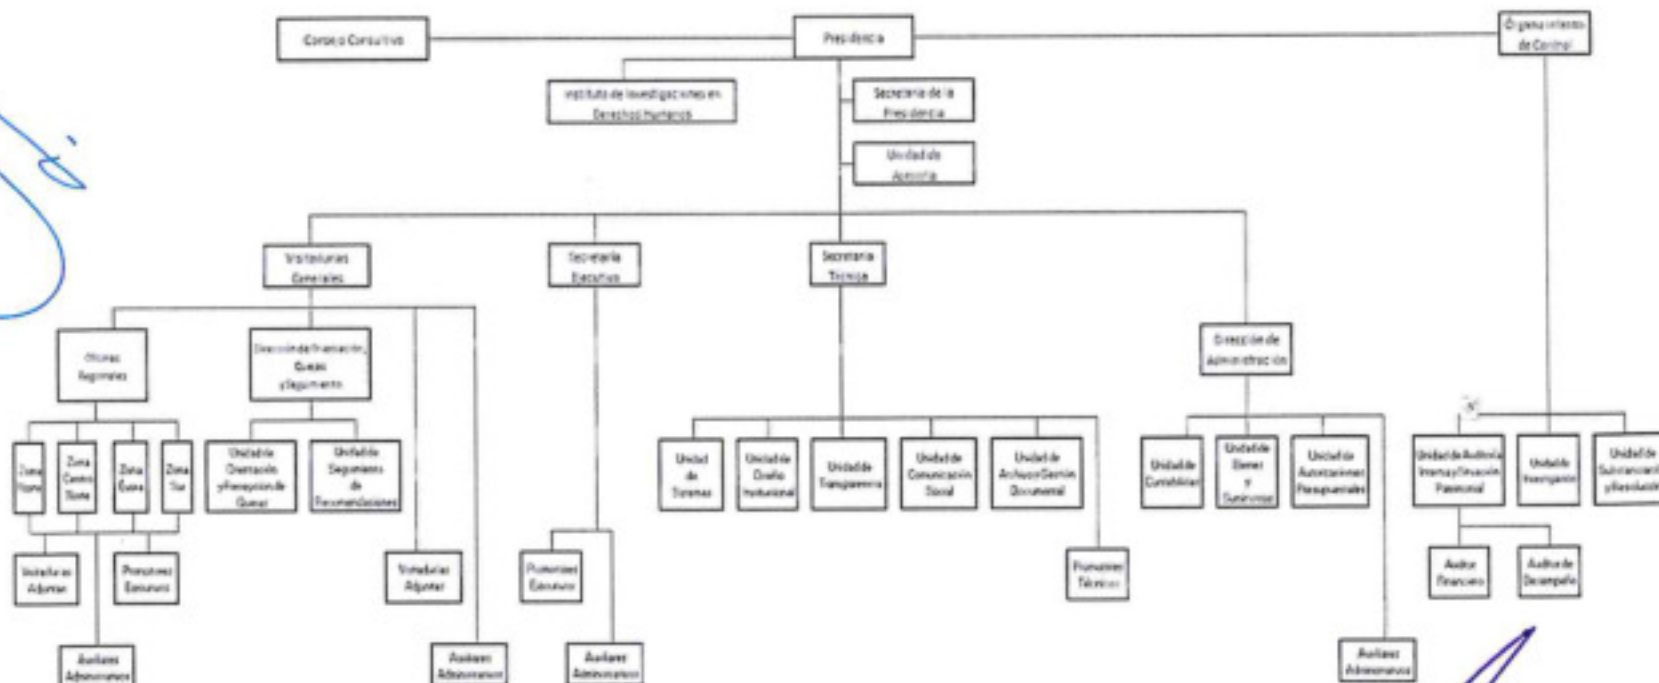 Consejo Consultivo
Presidencia
Órgano Interno
de Control
Instituto de Investigaciones en
Derechos Humanos
Secretaría de la
Presidencia
Unidad de
Asesoría
Visitadurías
Generales
Secretaría
Ejecutiva
Secretaría
Técnica
Oficinas
Regionales
Dirección de Orientación,
Quejas
y Seguimiento
Dirección de
Administración
Zona
Norte
Zona
Centro
Norte
Zona
Zona
Sur
Unidad de
Orientación
y Recepción de
Quejas
Unidad de
Seguimiento
de
Recomendaciones
Unidad
de
Sistemas
Unidad de
Diseño
Institucional
Unidad de
Transparencia
Unidad de
Comunicación
Social
Unidad de
Archivo y Gestión
Documental
Unidad de
Contabilidad
Unidad de
Bienes
y
Suministros
Unidad de
Autorizaciones
Presupuestales
Unidad de Auditoría
Interna y Situación
Patrimonial
Unidad de
Investigación
Unidad de
y Resolución
Visitadurías
Adjuntas
Promotores
Ejecutivos
Visitadurías
Adjuntas
Promotores
Ejecutivos
Promotores
Técnicos
Auditor
Financiero
Auditor de
Desempeño
Auxiliares
Administrativos
Auxiliares
Administrativos
Auxiliares
Administrativos
Auxiliares
Administrativos